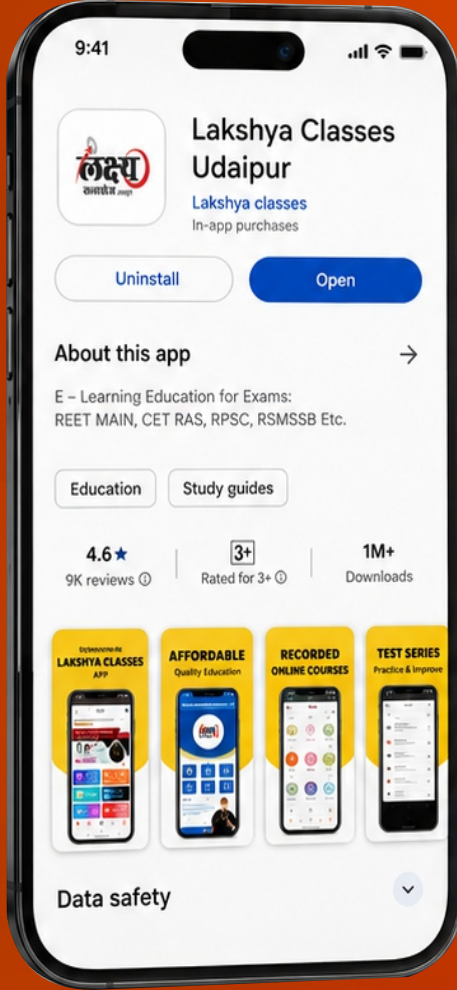 9:41
लक्ष्य
क्लासेज
Lakshya Classes
Udaipur
Lakshya classes
In-app purchases
Uninstall
Open
About this app
E – Learning Education for Exams:
REET MAIN, CET RAS, RPSC, RSMSSB Etc.
Education
Study guides
4.6★
9K reviews
3+
Rated for 3+
1M+
Downloads
LAKSHYA CLASSES
APP
AFFORDABLE
Quality Education
RECORDED
ONLINE COURSES
TEST SERIES
Practice & Improve
Data safety